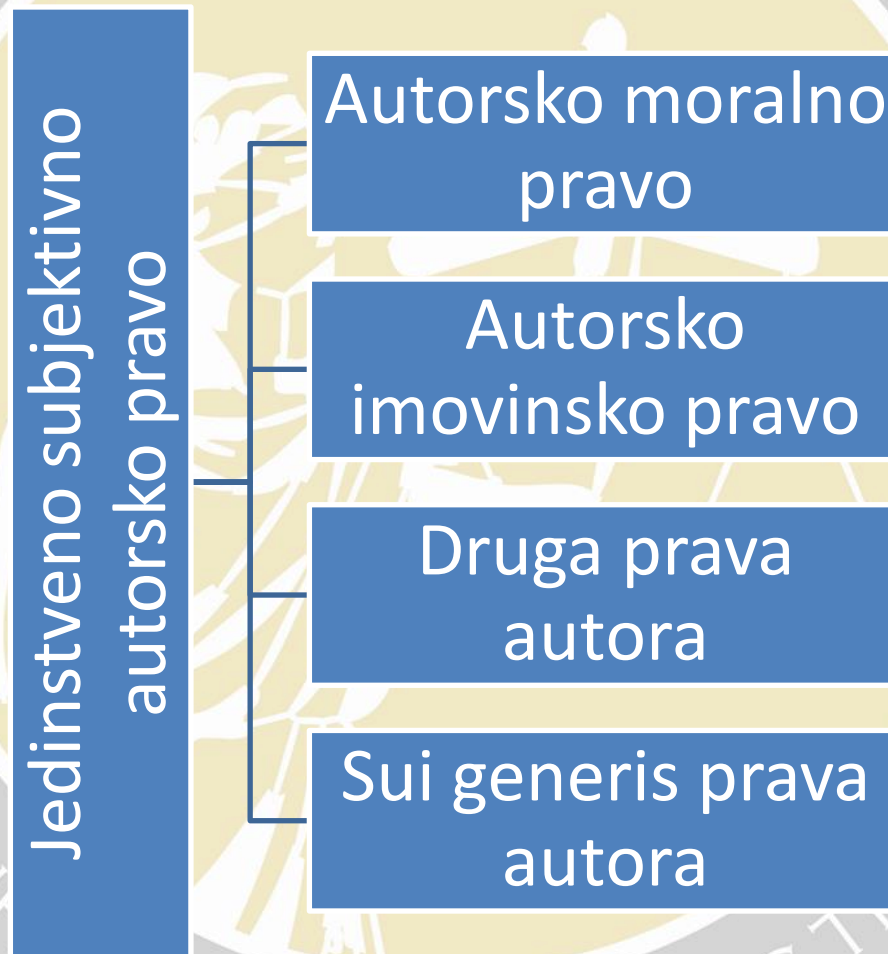 Jedinstveno subjektivno
autorsko pravo
Autorsko moralno
pravo
Autorsko
imovinsko pravo
Druga prava
autora
Sui generis prava
autora